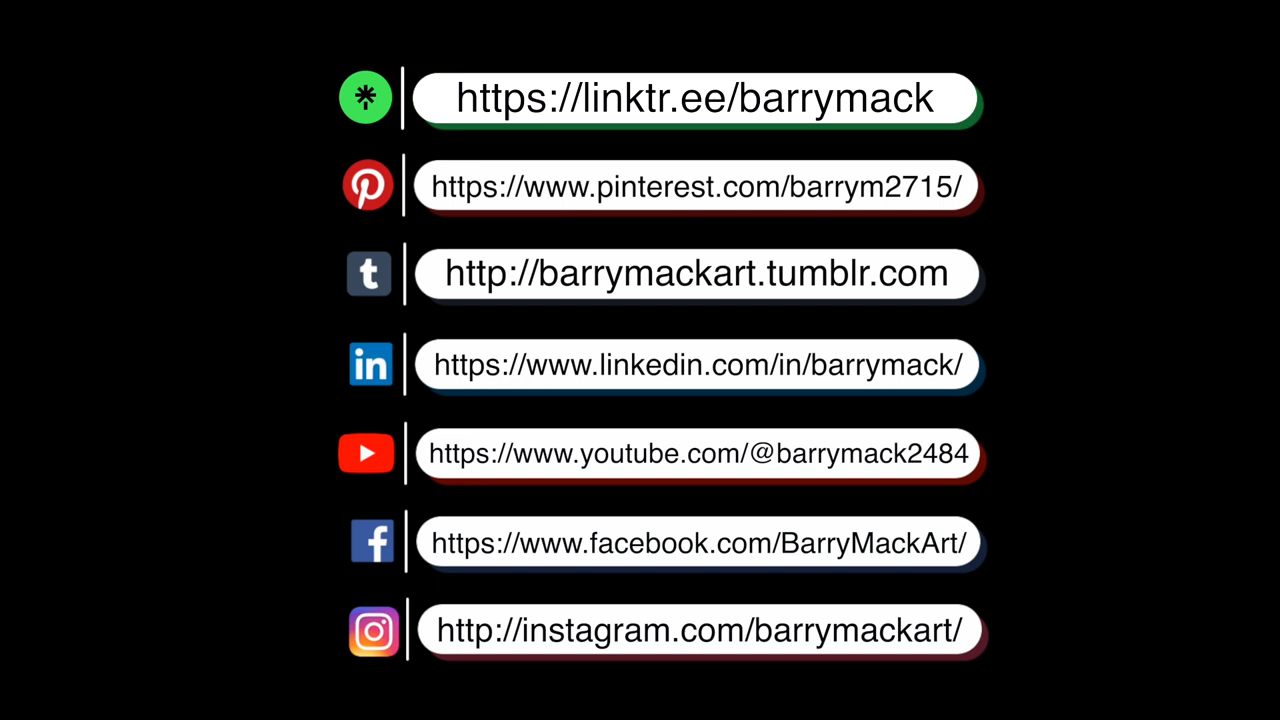 https://linktr.ee/barrymack
https://www.pinterest.com/barrym2715/
http://barrymackart.tumblr.com
https://www.linkedin.com/in/barrymack/
https://www.youtube.com/@barrymack2484
https://www.facebook.com/BarryMackArt/
http://instagram.com/barrymackart/